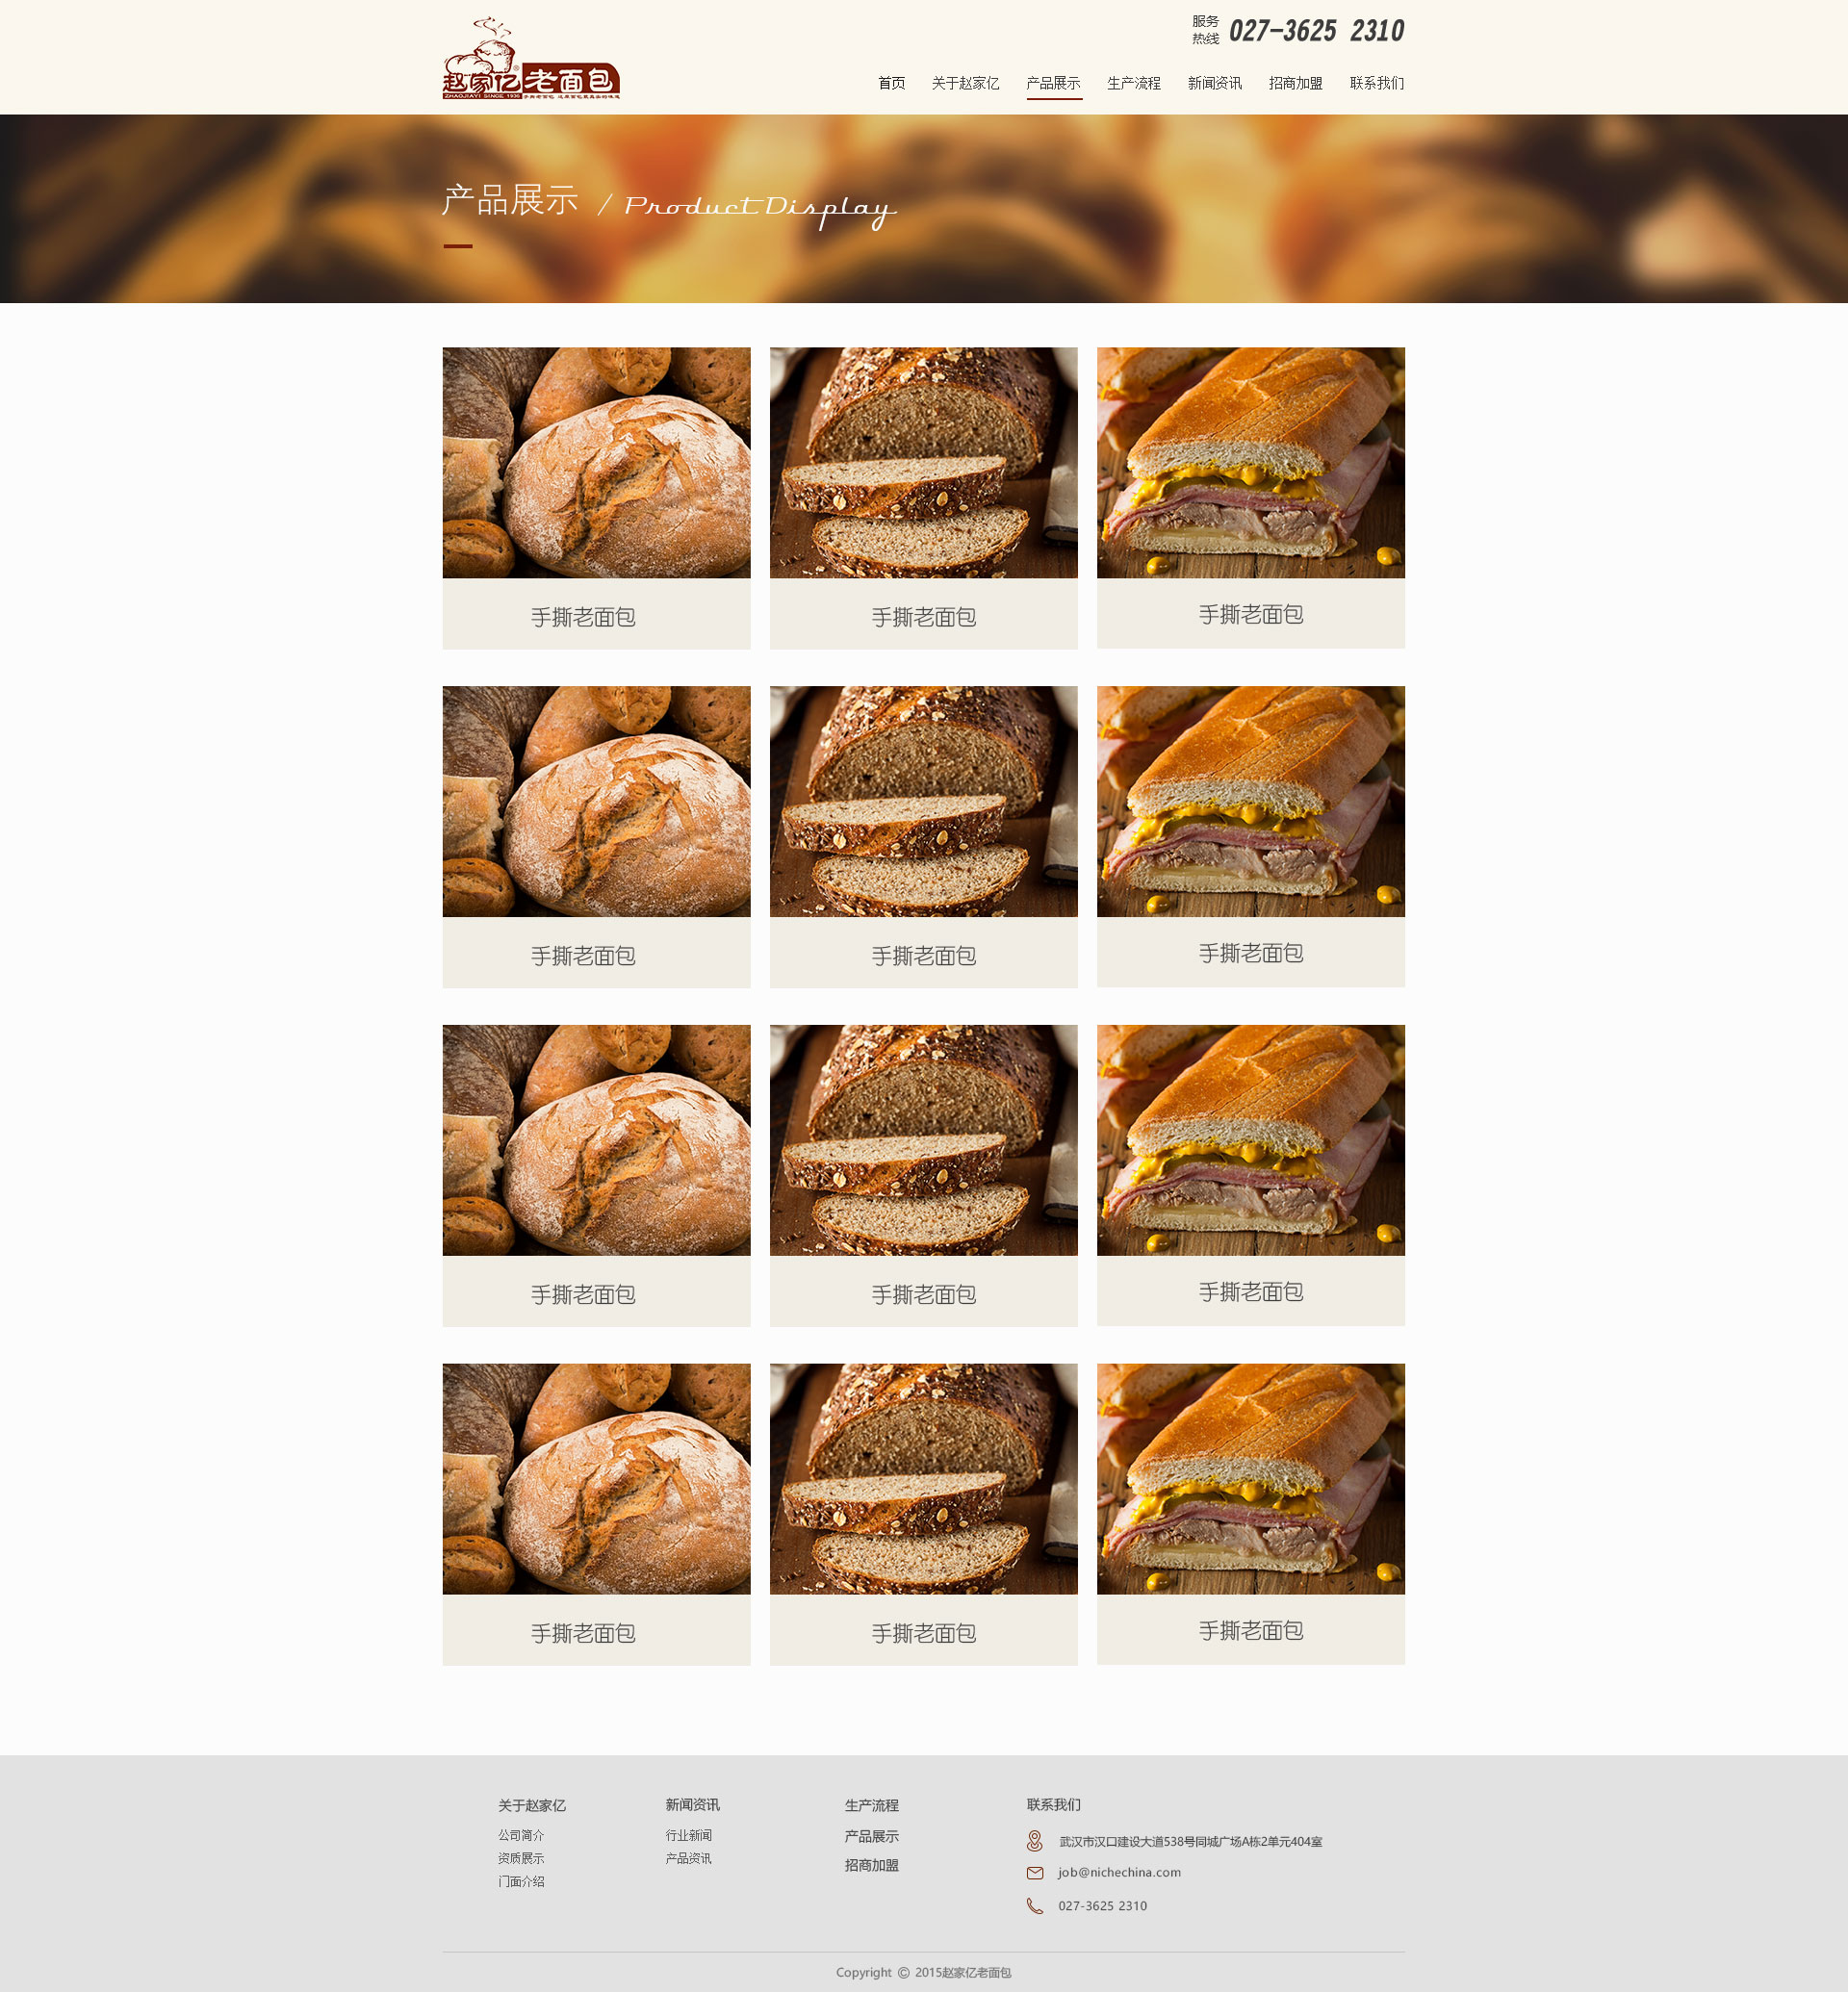 服务
热线
027-3625 2310
赵家亿老面包
ZHAOJIAYI SINCE 1936
首页 关于赵家亿 产品展示 生产流程 新闻资讯 招商加盟 联系我们
产品展示 / Product Display
手撕老面包 手撕老面包 手撕老面包
手撕老面包 手撕老面包 手撕老面包
手撕老面包 手撕老面包 手撕老面包
手撕老面包 手撕老面包 手撕老面包
关于赵家亿
公司简介
资质展示
门面介绍
新闻资讯
行业新闻
产品资讯
生产流程
产品展示
招商加盟
联系我们
武汉市汉口建设大道538号同城广场A栋2单元404室
job@nichechina.com
027-3625 2310
Copyright © 2015赵家亿老面包